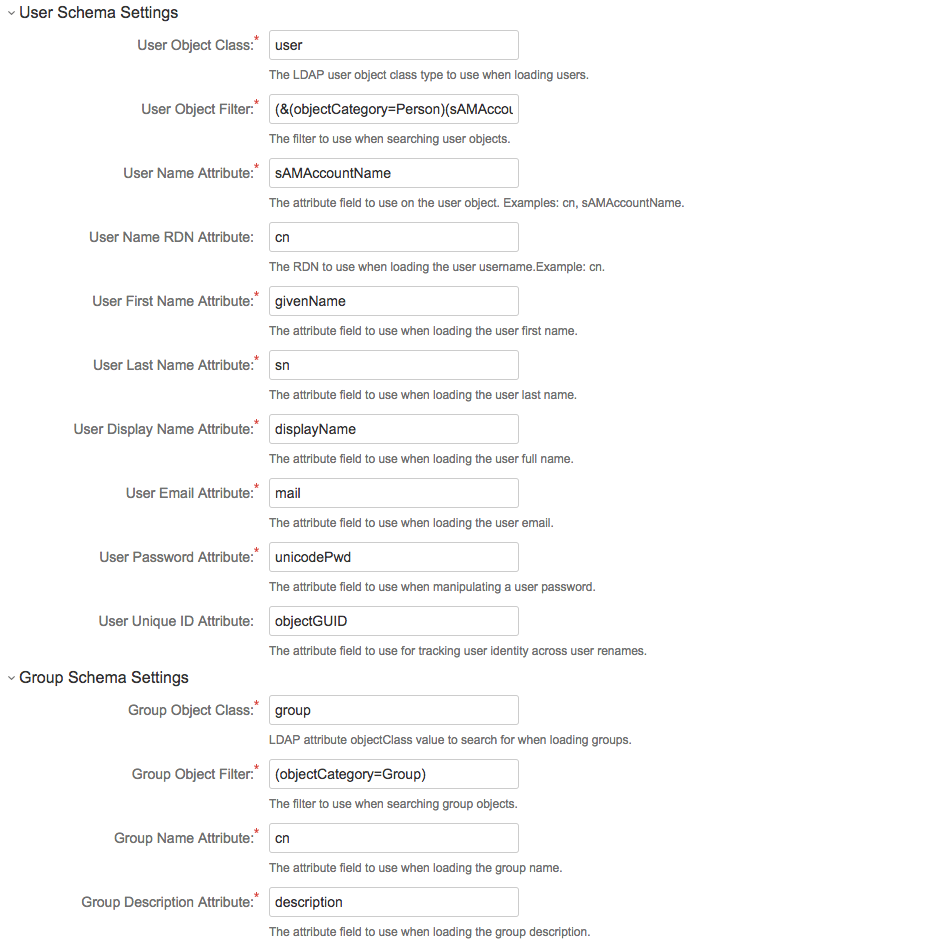 User Schema Settings
User Object Class:* user
The LDAP user object class type to use when loading users.
User Object Filter:* (&(objectCategory=Person)(sAMAccou
The filter to use when searching user objects.
User Name Attribute:* sAMAccountName
The attribute field to use on the user object. Examples: cn, sAMAccountName.
User Name RDN Attribute: cn
The RDN to use when loading the user username.Example: cn.
User First Name Attribute:* givenName
The attribute field to use when loading the user first name.
User Last Name Attribute:* sn
The attribute field to use when loading the user last name.
User Display Name Attribute:* displayName
The attribute field to use when loading the user full name.
User Email Attribute:* mail
The attribute field to use when loading the user email.
User Password Attribute:* unicodePwd
The attribute field to use when manipulating a user password.
User Unique ID Attribute: objectGUID
The attribute field to use for tracking user identity across user renames.
Group Schema Settings
Group Object Class:* group
LDAP attribute objectClass value to search for when loading groups.
Group Object Filter:* (objectCategory=Group)
The filter to use when searching group objects.
Group Name Attribute:* cn
The attribute field to use when loading the group name.
Group Description Attribute:* description
The attribute field to use when loading the group description.